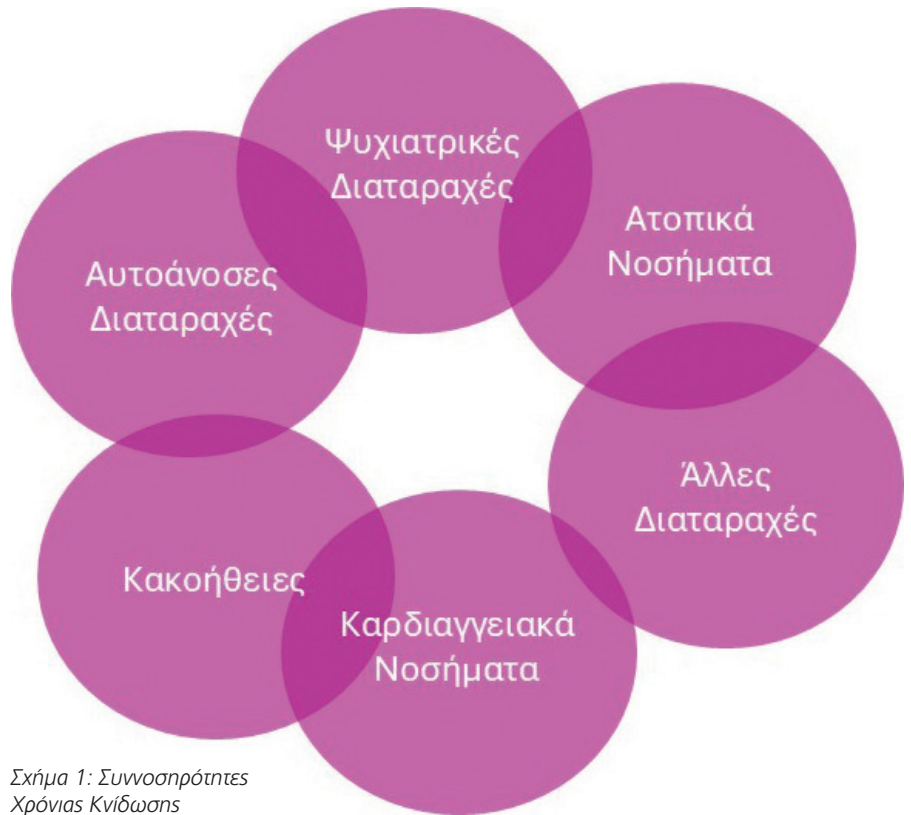 Ψυχιατρικές
Διαταραχές
Ατοπικά
Νοσήματα
Αυτοάνοσες
Διαταραχές
Άλλες
Διαταραχές
Κακοήθειες
Καρδιαγγειακά
Νοσήματα
Σχήμα 1: Συννοσηρότητες
Χρόνιας Κνίδωσης